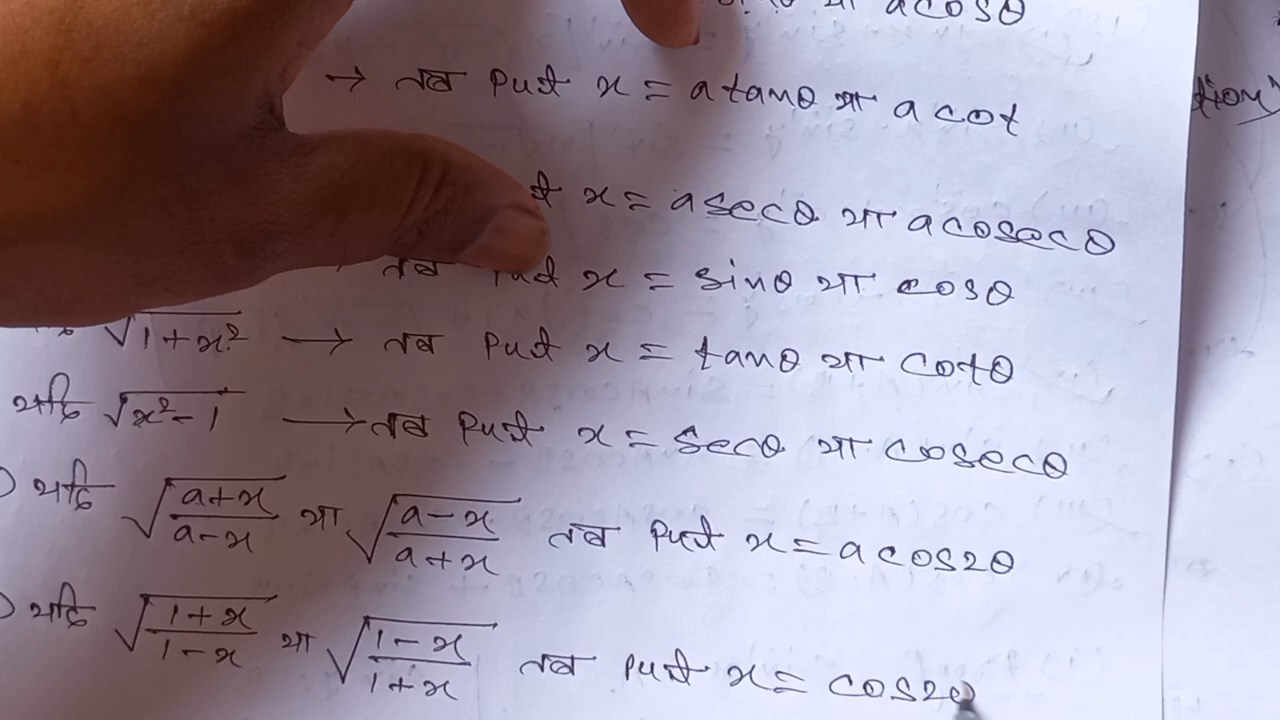 या acosθ
→ तब Put x = a tanθ या a cot
x = a secθ या a cosecθ
तब Put x = sinθ या cosθ
√1+x² → तब Put x = tanθ या cotθ
यदि √x²-1 → तब Put x = secθ या cosecθ
यदि √(a+x)/(a-x) या √(a-x)/(a+x) तब Put x = a cos2θ
यदि √(1+x)/(1-x) या √(1-x)/(1+x) तब Put x = cos2θ